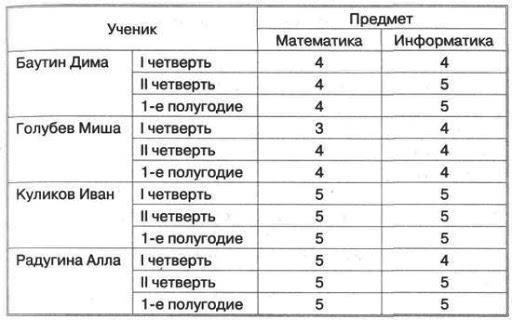 Ученик Предмет
Математика Информатика
Баутин Дима I четверть 4 4
II четверть 4 5
1-е полугодие 4 5
Голубев Миша I четверть 3 4
II четверть 4 4
1-е полугодие 4 4
Куликов Иван I четверть 5 5
II четверть 5 5
1-е полугодие 5 5
Радугина Алла I четверть 5 4
II четверть 5 5
1-е полугодие 5 5